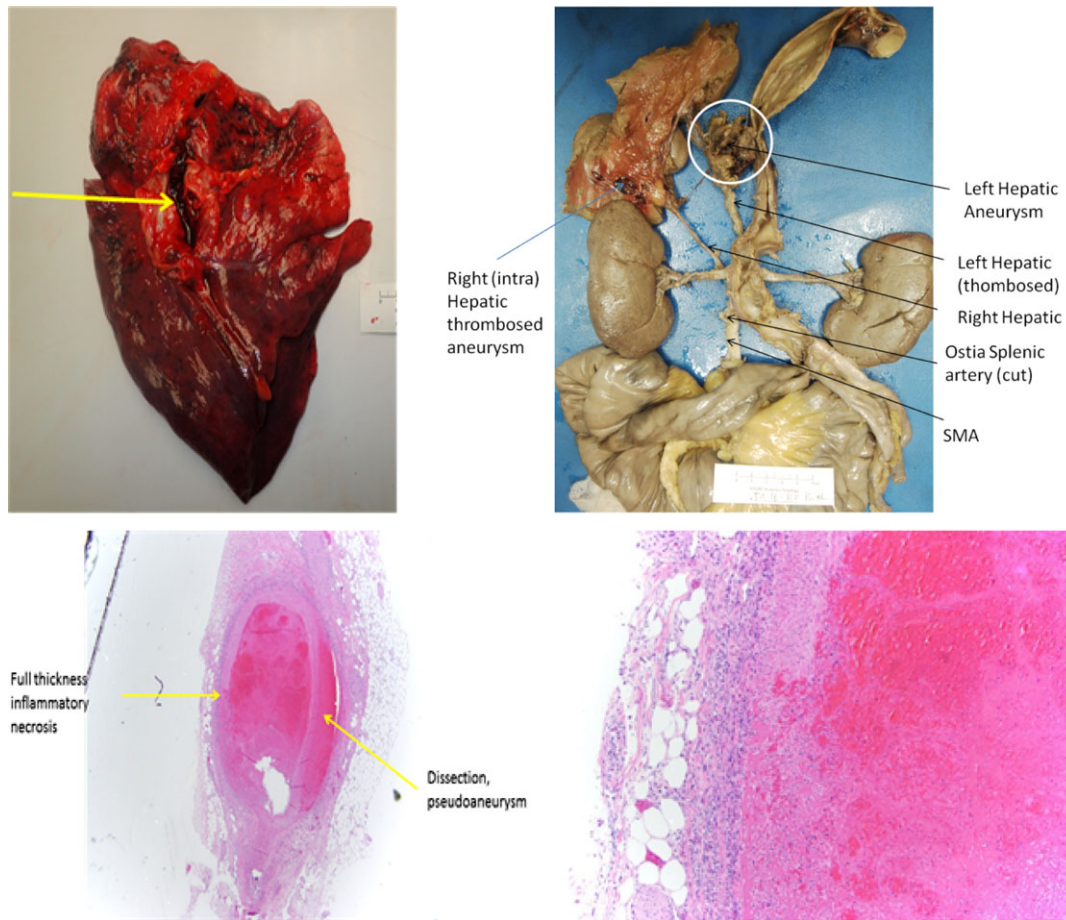 Right (intra)
Hepatic
thrombosed
aneurysm
Left Hepatic
Aneurysm
Left Hepatic
(thombosed)
Right Hepatic
Ostia Splenic
artery (cut)
SMA
Full thickness
inflammatory
necrosis
Dissection,
pseudoaneurysm